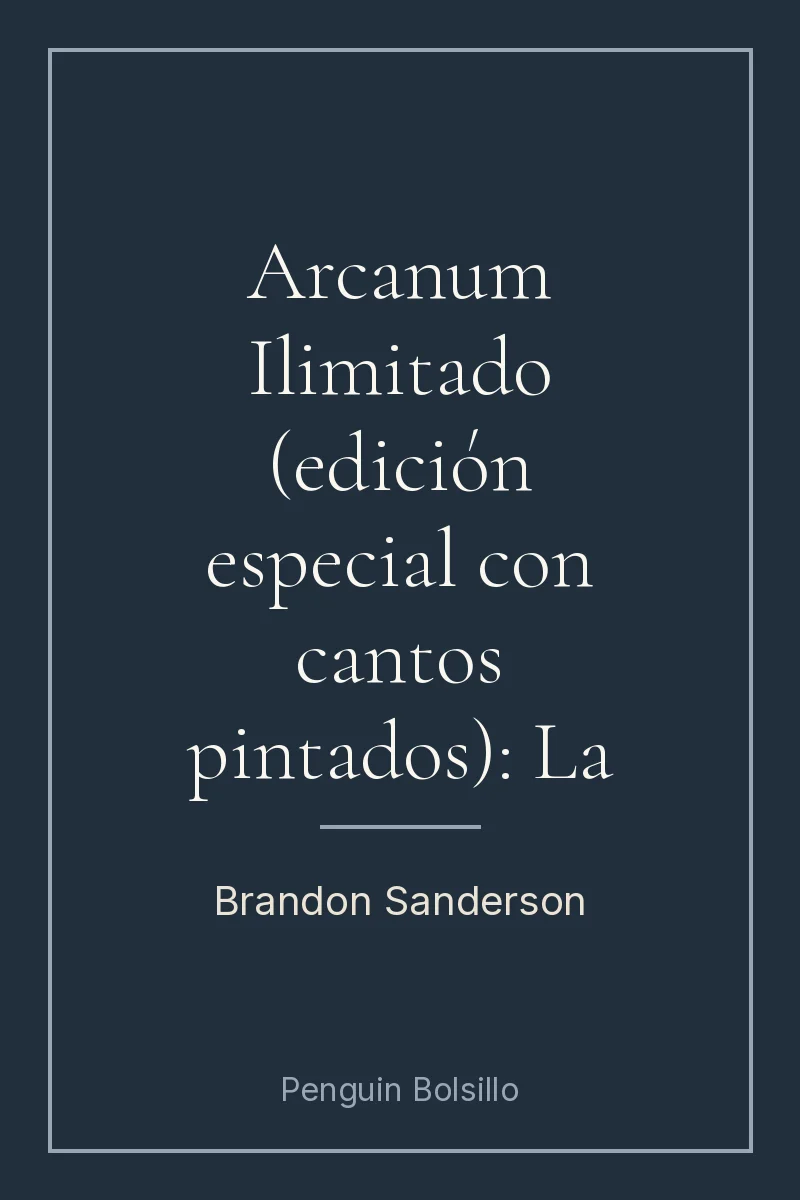 Arcanum
Ilimitado
(edición
especial con
cantos
pintados): La
Brandon Sanderson
Penguin Bolsillo